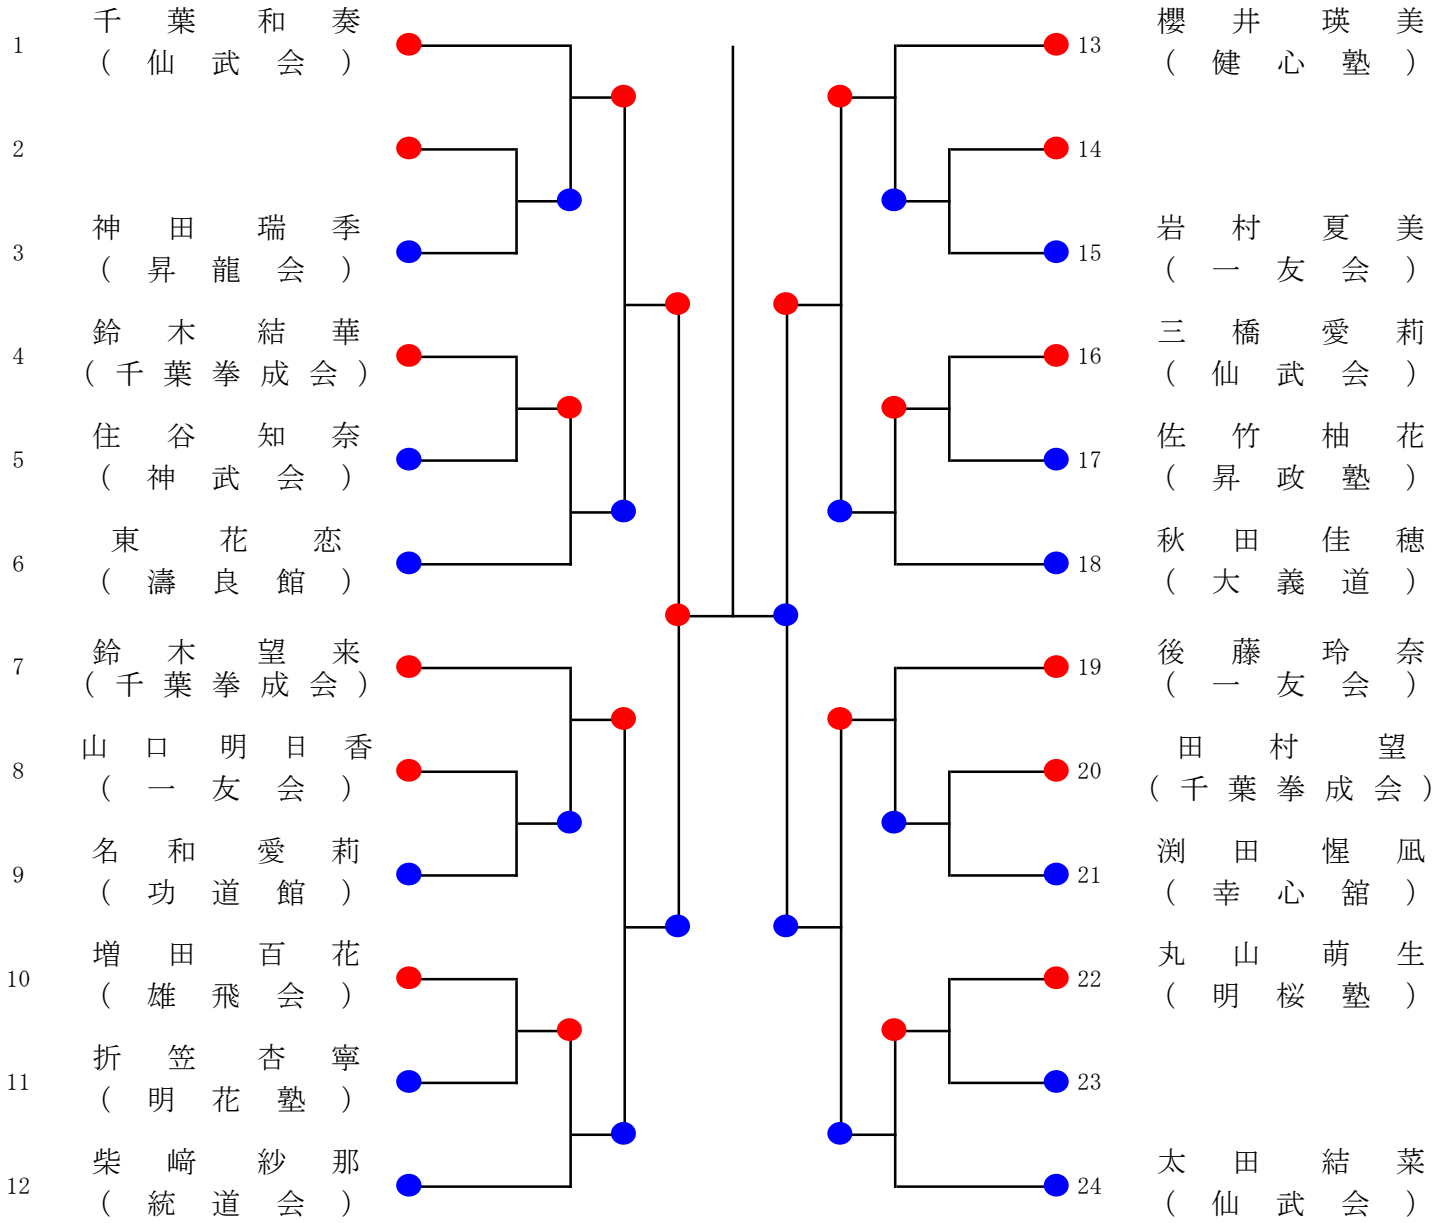 1
千葉和奏
(仙武会)
2
3
神田瑞季
(昇龍会)
4
鈴木結華
(千葉拳成会)
5
住谷知奈
(神武会)
6
東花恋
(濤良館)
7
鈴木望来
(千葉拳成会)
8
山口明日香
(一友会)
9
名和愛莉
(功道館)
10
増田百花
(雄飛会)
11
折笠杏寧
(明花塾)
12
柴﨑紗那
(統道会)
13
櫻井瑛美
(健心塾)
14
15
岩村夏美
(一友会)
16
三橋愛莉
(仙武会)
17
佐竹柚花
(昇政塾)
18
秋田佳穂
(大義道)
19
後藤玲奈
(一友会)
20
田村望
(千葉拳成会)
21
渕田惺凪
(幸心舘)
22
丸山萌生
(明桜塾)
23
24
太田結菜
(仙武会)